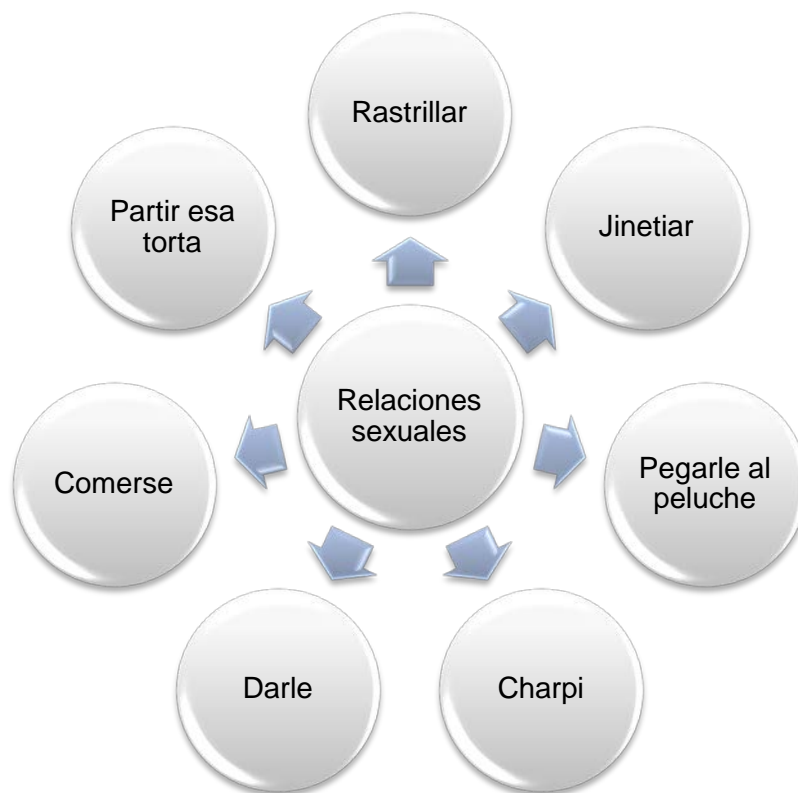 Rastrillar
Partir esa
torta
Jinetiar
Relaciones
sexuales
Comerse
Pegarle al
peluche
Darle
Charpi